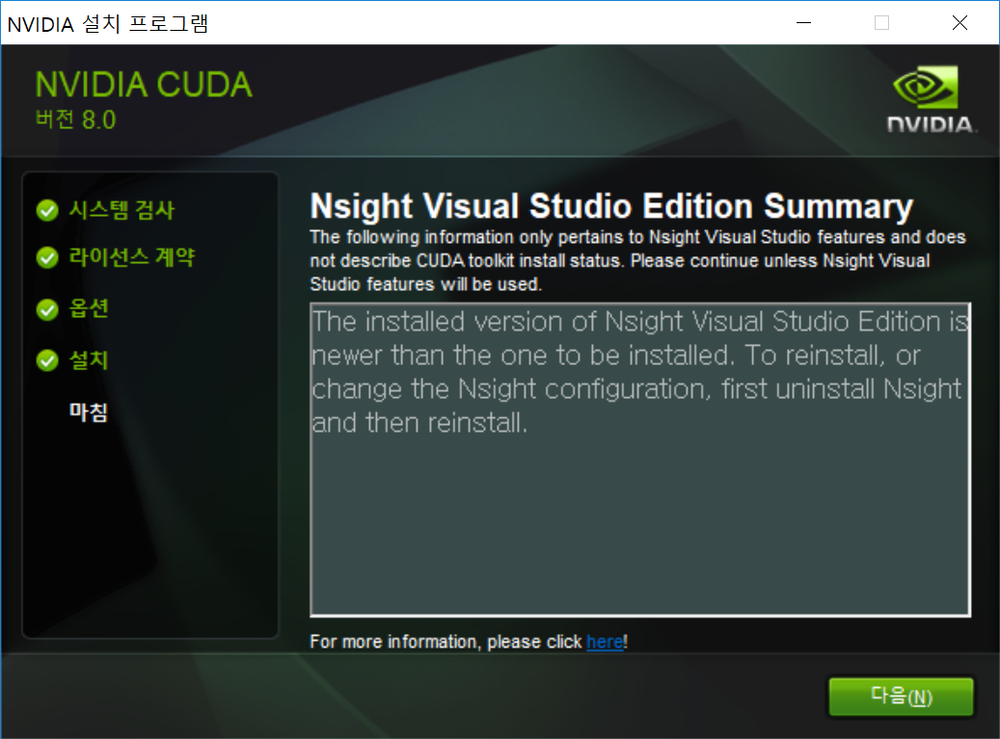 NVIDIA 설치 프로그램
NVIDIA CUDA
버전 8.0
NVIDIA.
시스템 검사
라이선스 계약
옵션
설치
마침
Nsight Visual Studio Edition Summary
The following information only pertains to Nsight Visual Studio features and does
not describe CUDA toolkit install status. Please continue unless Nsight Visual
Studio features will be used.
The installed version of Nsight Visual Studio Edition is
newer than the one to be installed. To reinstall, or
change the Nsight configuration, first uninstall Nsight
and then reinstall.
For more information, please click here!
다음(N)